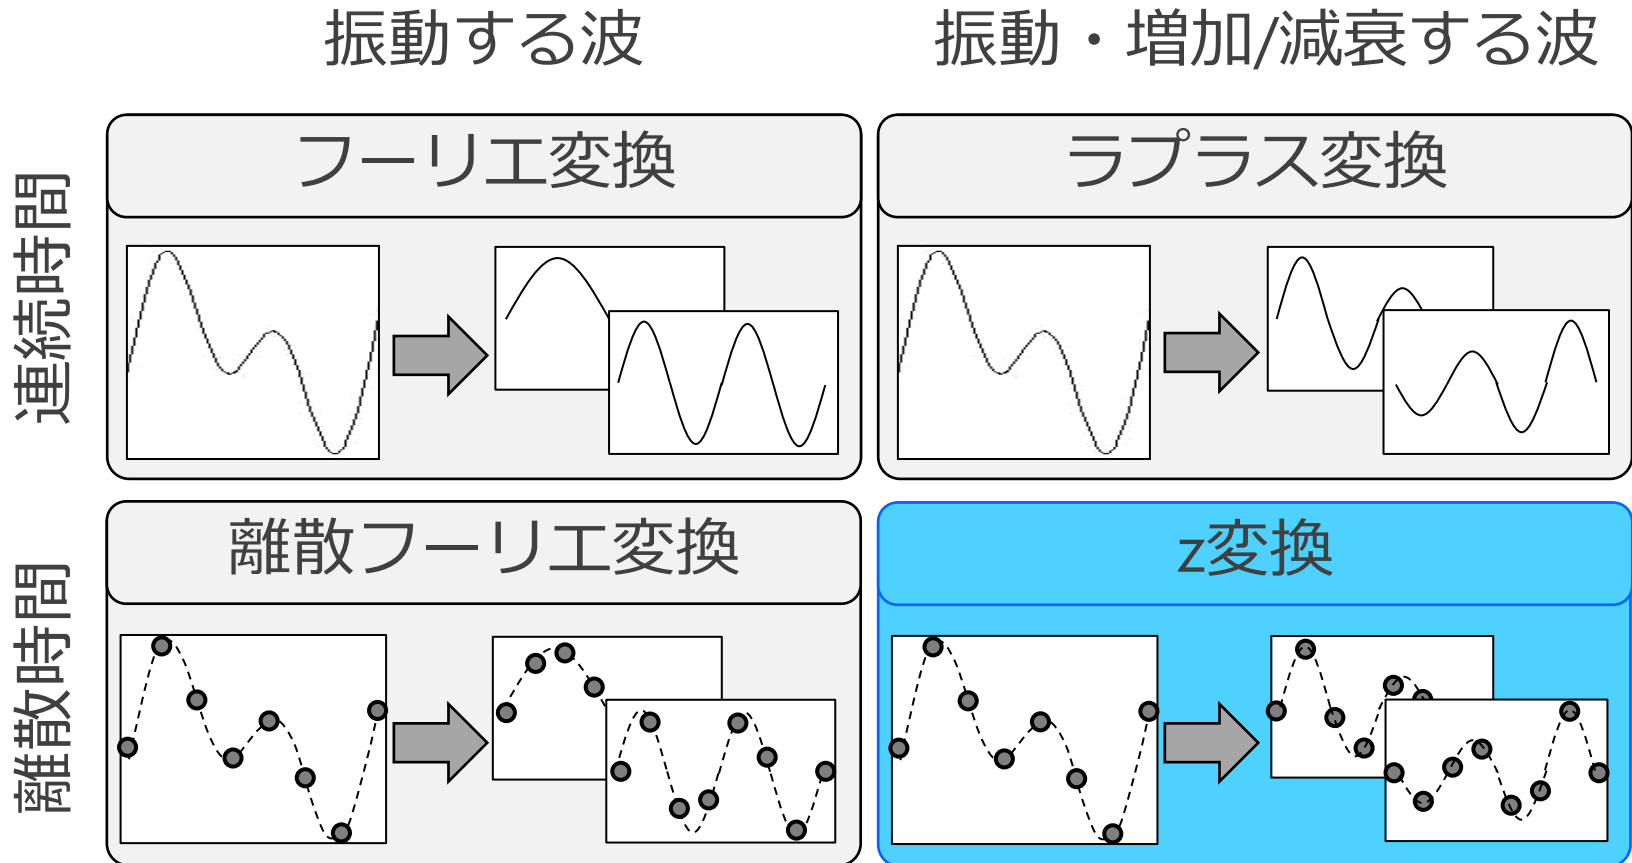 振動する波
振動・増加/減衰する波
連続時間
フーリエ変換
ラプラス変換
離散時間
離散フーリエ変換
z変換